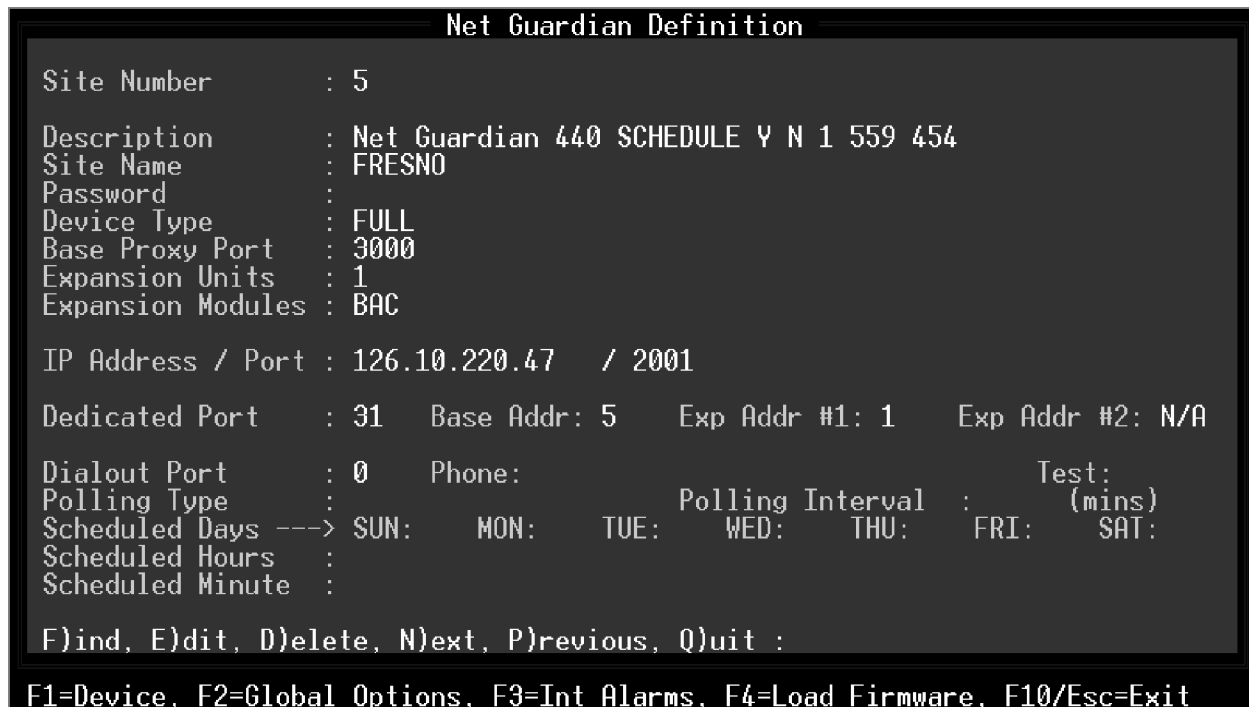 Net Guardian Definition
Site Number : 5
Description : Net Guardian 440 SCHEDULE Y N 1 559 454
Site Name : FRESNO
Password :
Device Type : FULL
Base Proxy Port : 3000
Expansion Units : 1
Expansion Modules : BAC
IP Address / Port : 126.10.220.47 / 2001
Dedicated Port : 31 Base Addr: 5 Exp Addr #1: 1 Exp Addr #2: N/A
Dialout Port : 0 Phone: Test:
Polling Type : Polling Interval : (mins)
Scheduled Days ---> SUN: MON: TUE: WED: THU: FRI: SAT:
Scheduled Hours :
Scheduled Minute :
F)ind, E)dit, D)elete, N)ext, P)revious, Q)uit :
F1=Device, F2=Global Options, F3=Int Alarms, F4=Load Firmware, F10/Esc=Exit